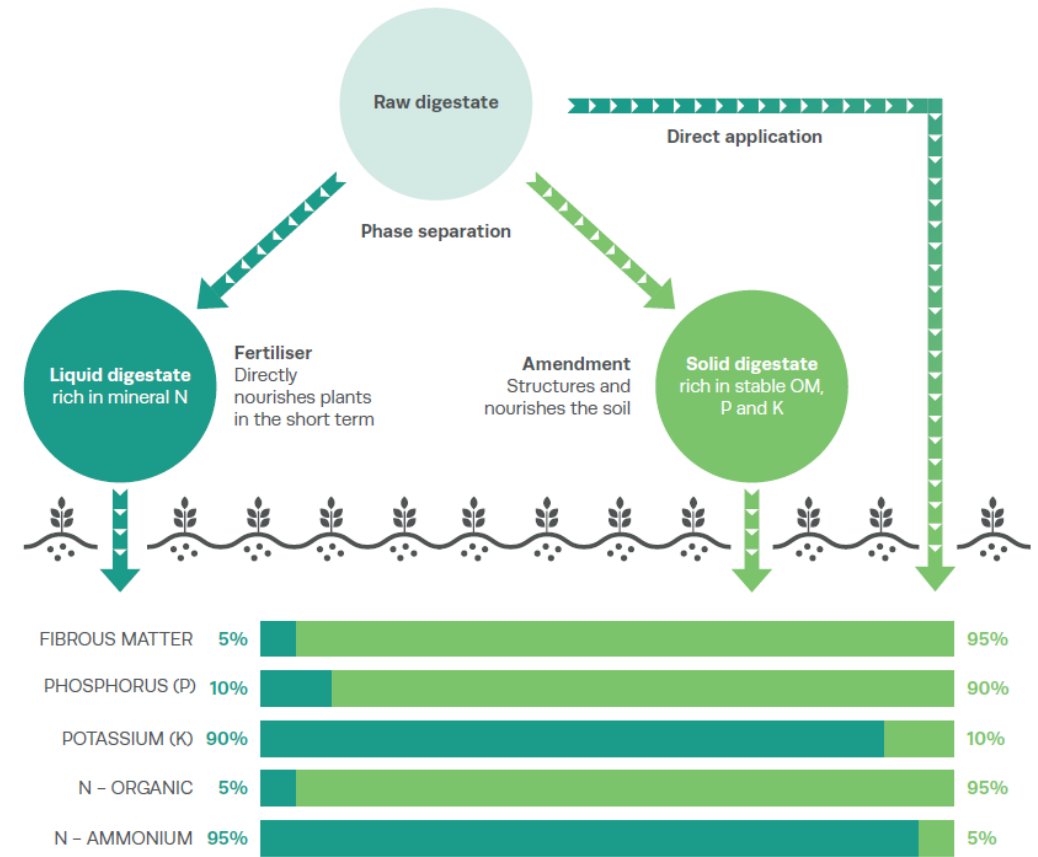 Raw digestate
Direct application
Phase separation
Liquid digestate
rich in mineral N
Fertiliser
Directly
nourishes plants
in the short term
Amendment
Structures and
nourishes the soil
Solid digestate
rich in stable OM,
P and K
FIBROUS MATTER 5% 95%
PHOSPHORUS (P) 10% 90%
POTASSIUM (K) 90% 10%
N – ORGANIC 5% 95%
N – AMMONIUM 95% 5%